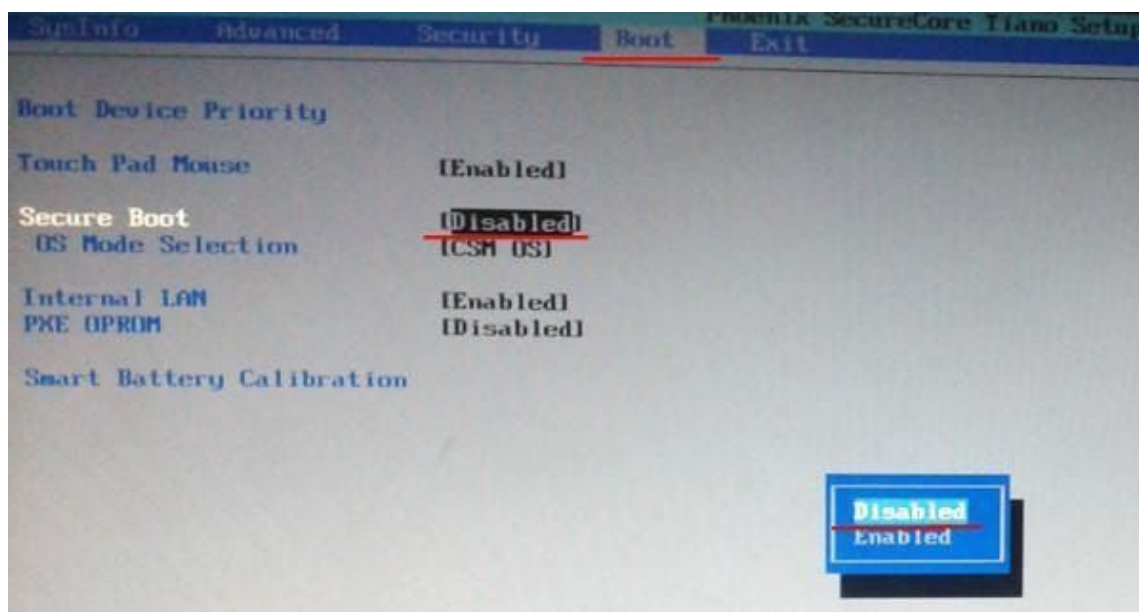 Phoenix SecureCore Tiano Setup
SysInfo Advanced Security Boot Exit
Boot Device Priority
Touch Pad Mouse [Enabled]
Secure Boot [Disabled]
OS Mode Selection [CSM OS]
Internal LAN [Enabled]
PXE OPROM [Disabled]
Smart Battery Calibration
Disabled
Enabled